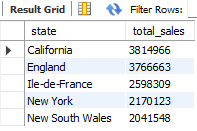 Result Grid Filter Rows:
state total_sales
California 3814966
England 3766663
Ile-de-France 2598309
New York 2170123
New South Wales 2041548